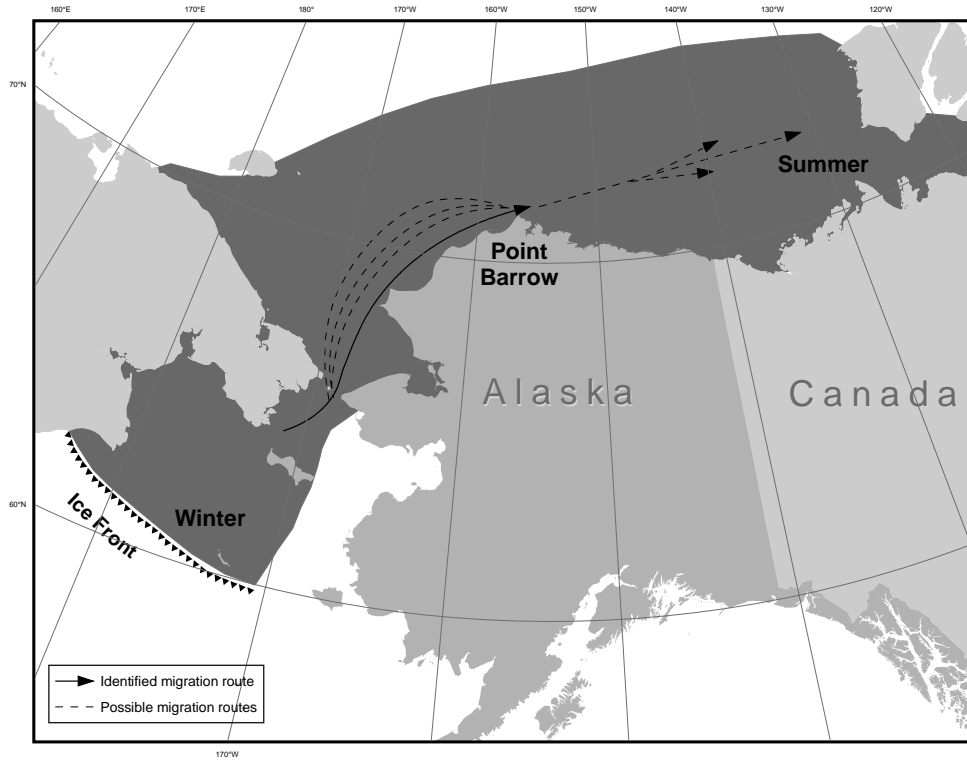 160°E
170°E
180°
170°W
160°W
150°W
140°W
130°W
120°W
70°N
Summer
Point
Barrow
Alaska
Canada
60°N
Winter
Ice Front
Identified migration route
Possible migration routes
170°W